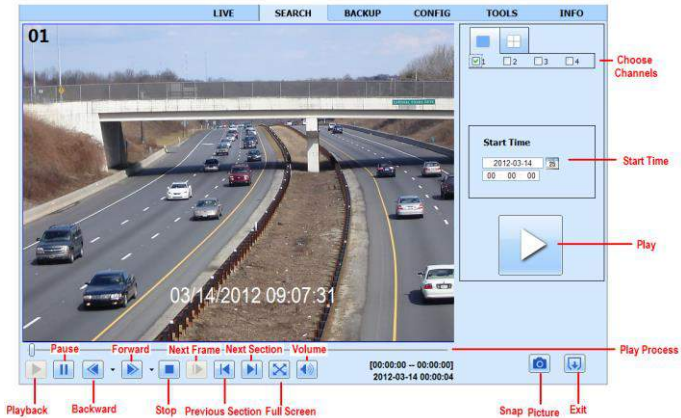 LIVE SEARCH BACKUP CONFIG TOOLS INFO
01
1 2 3 4
Choose
Channels
Start Time
2012-03-14
00 00 00
Start Time
Play
03/14/2012 09:07:31
Play Process
Pause Forward Next Frame Next Section Volume
[00:00:00 -- 00:00:00]
2012-03-14 00:00:04
Playback Backward Stop Previous Section Full Screen Snap Picture Exit